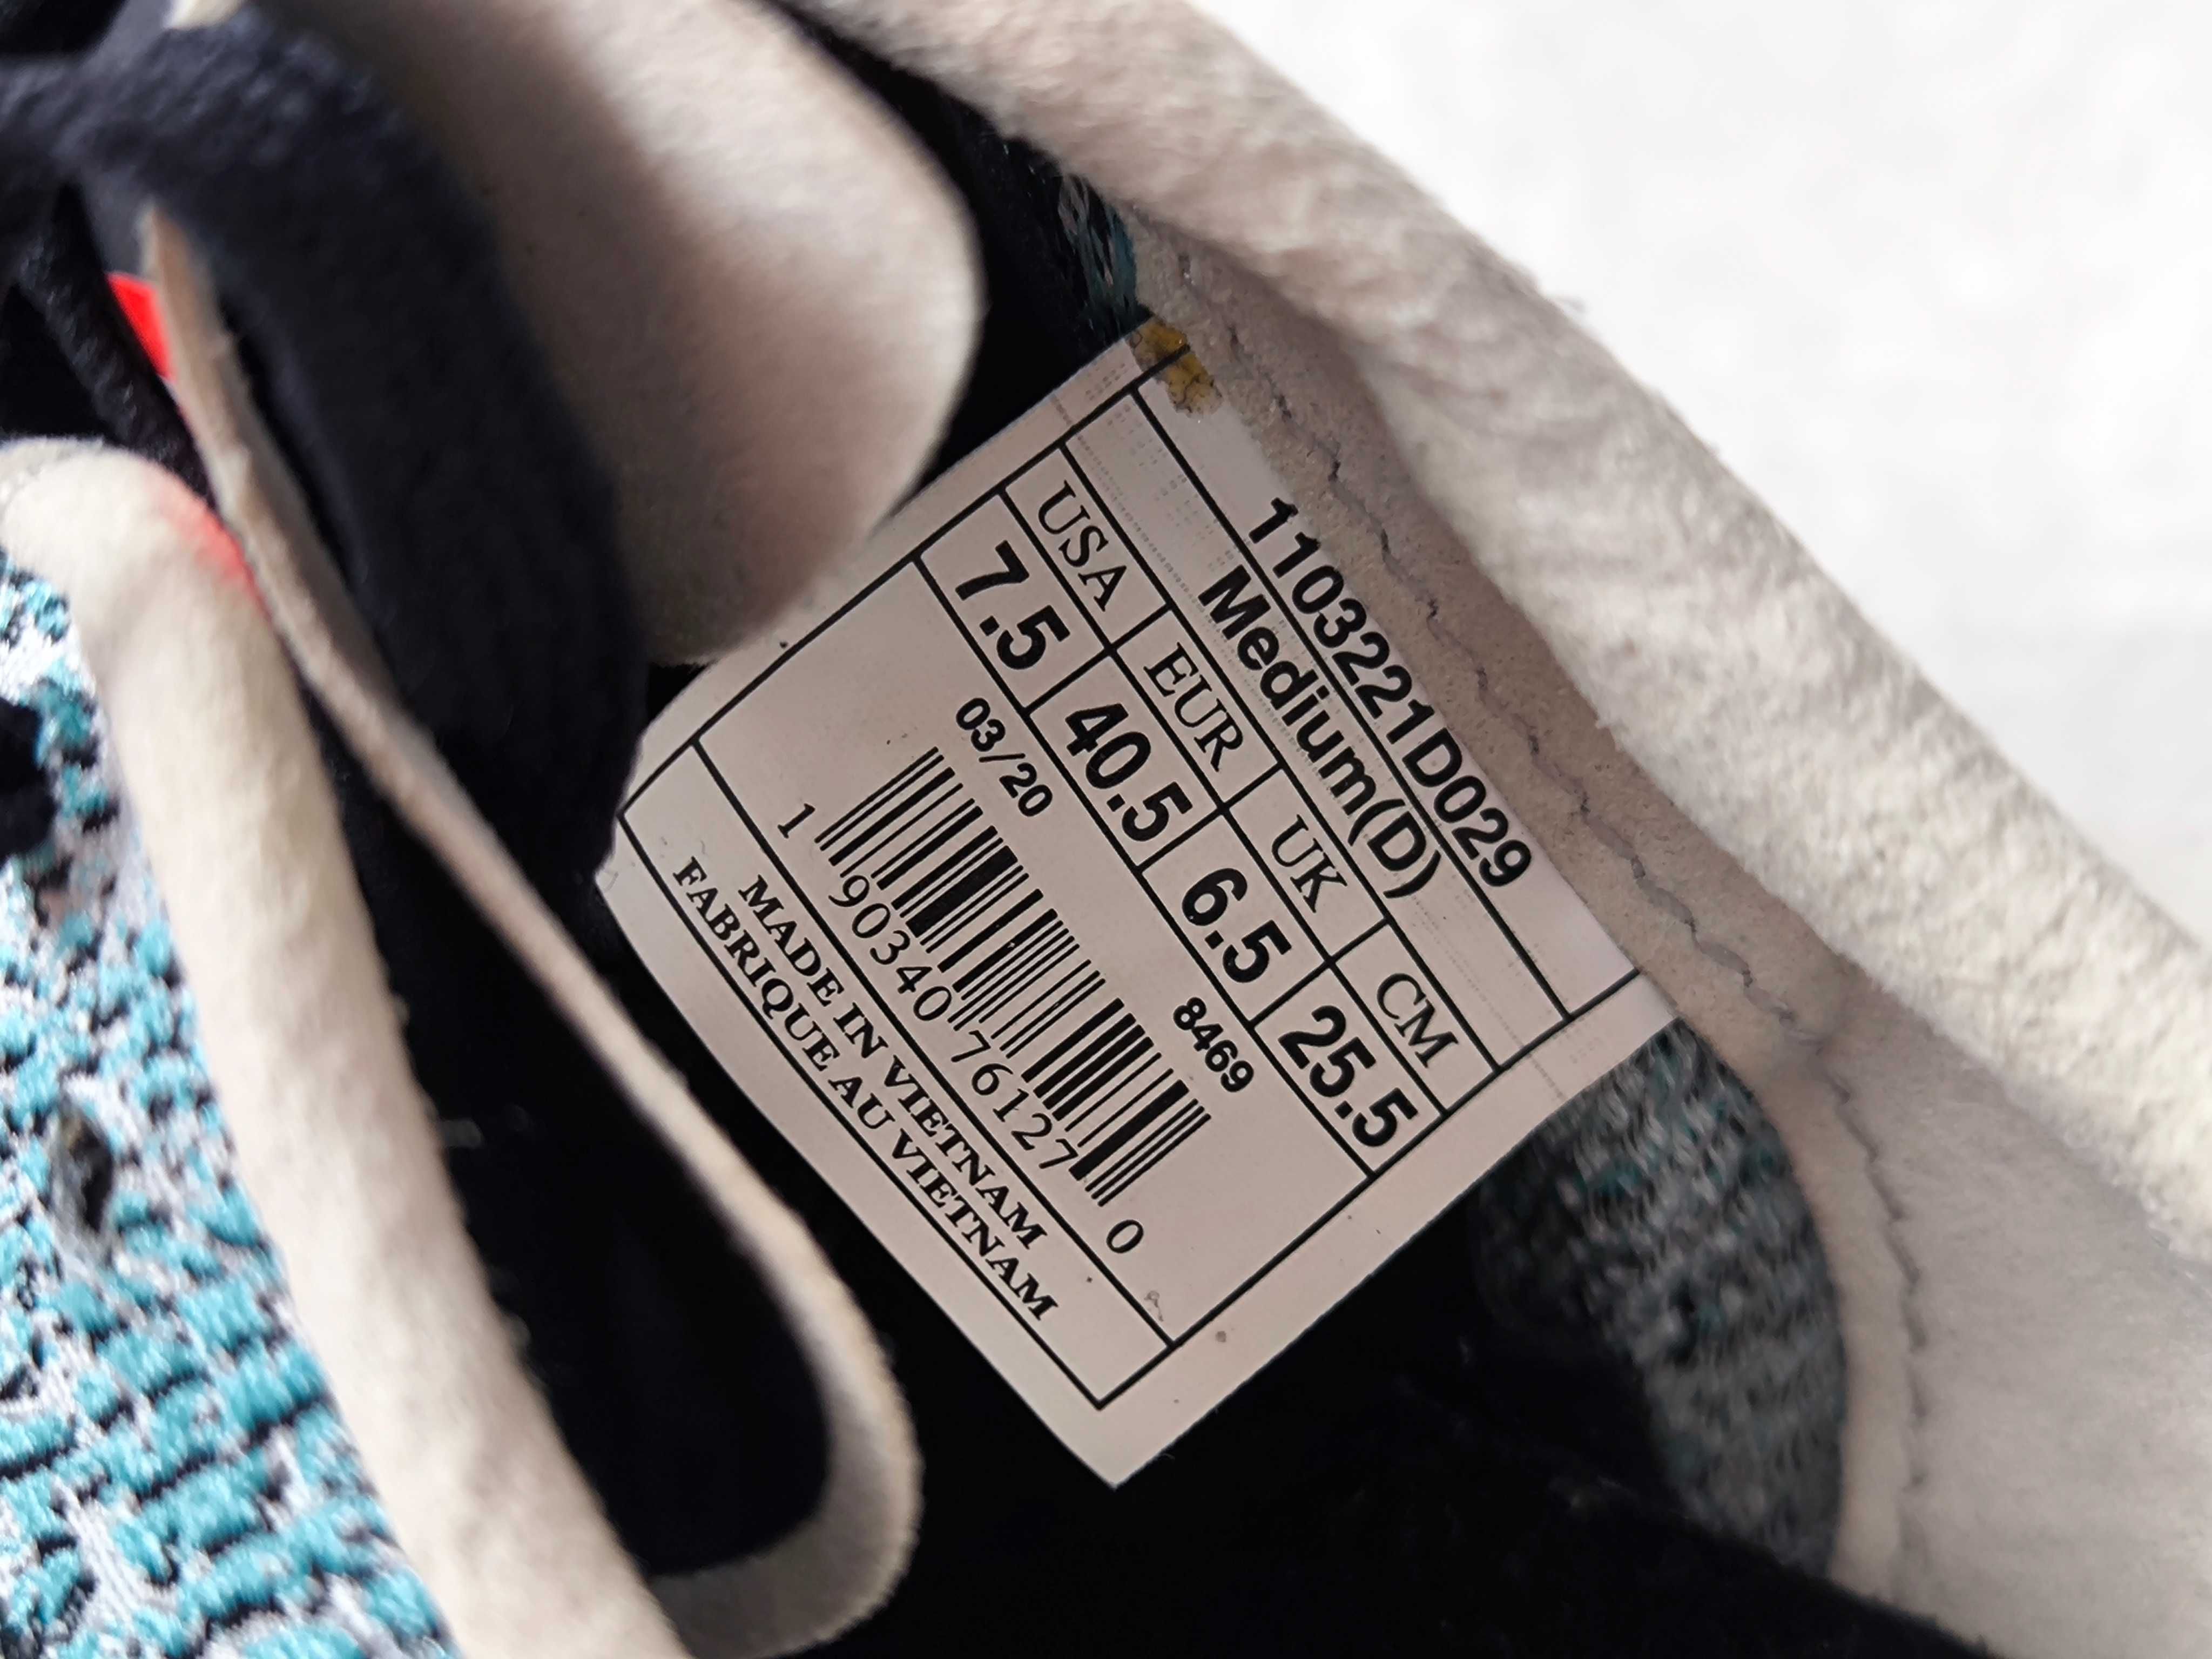 1103221D029
Medium(D)
USA EUR UK CM
7.5 40.5 6.5 25.5
03/20 8469
1 90340 76127 0
MADE IN VIETNAM
FABRIQUE AU VIETNAM